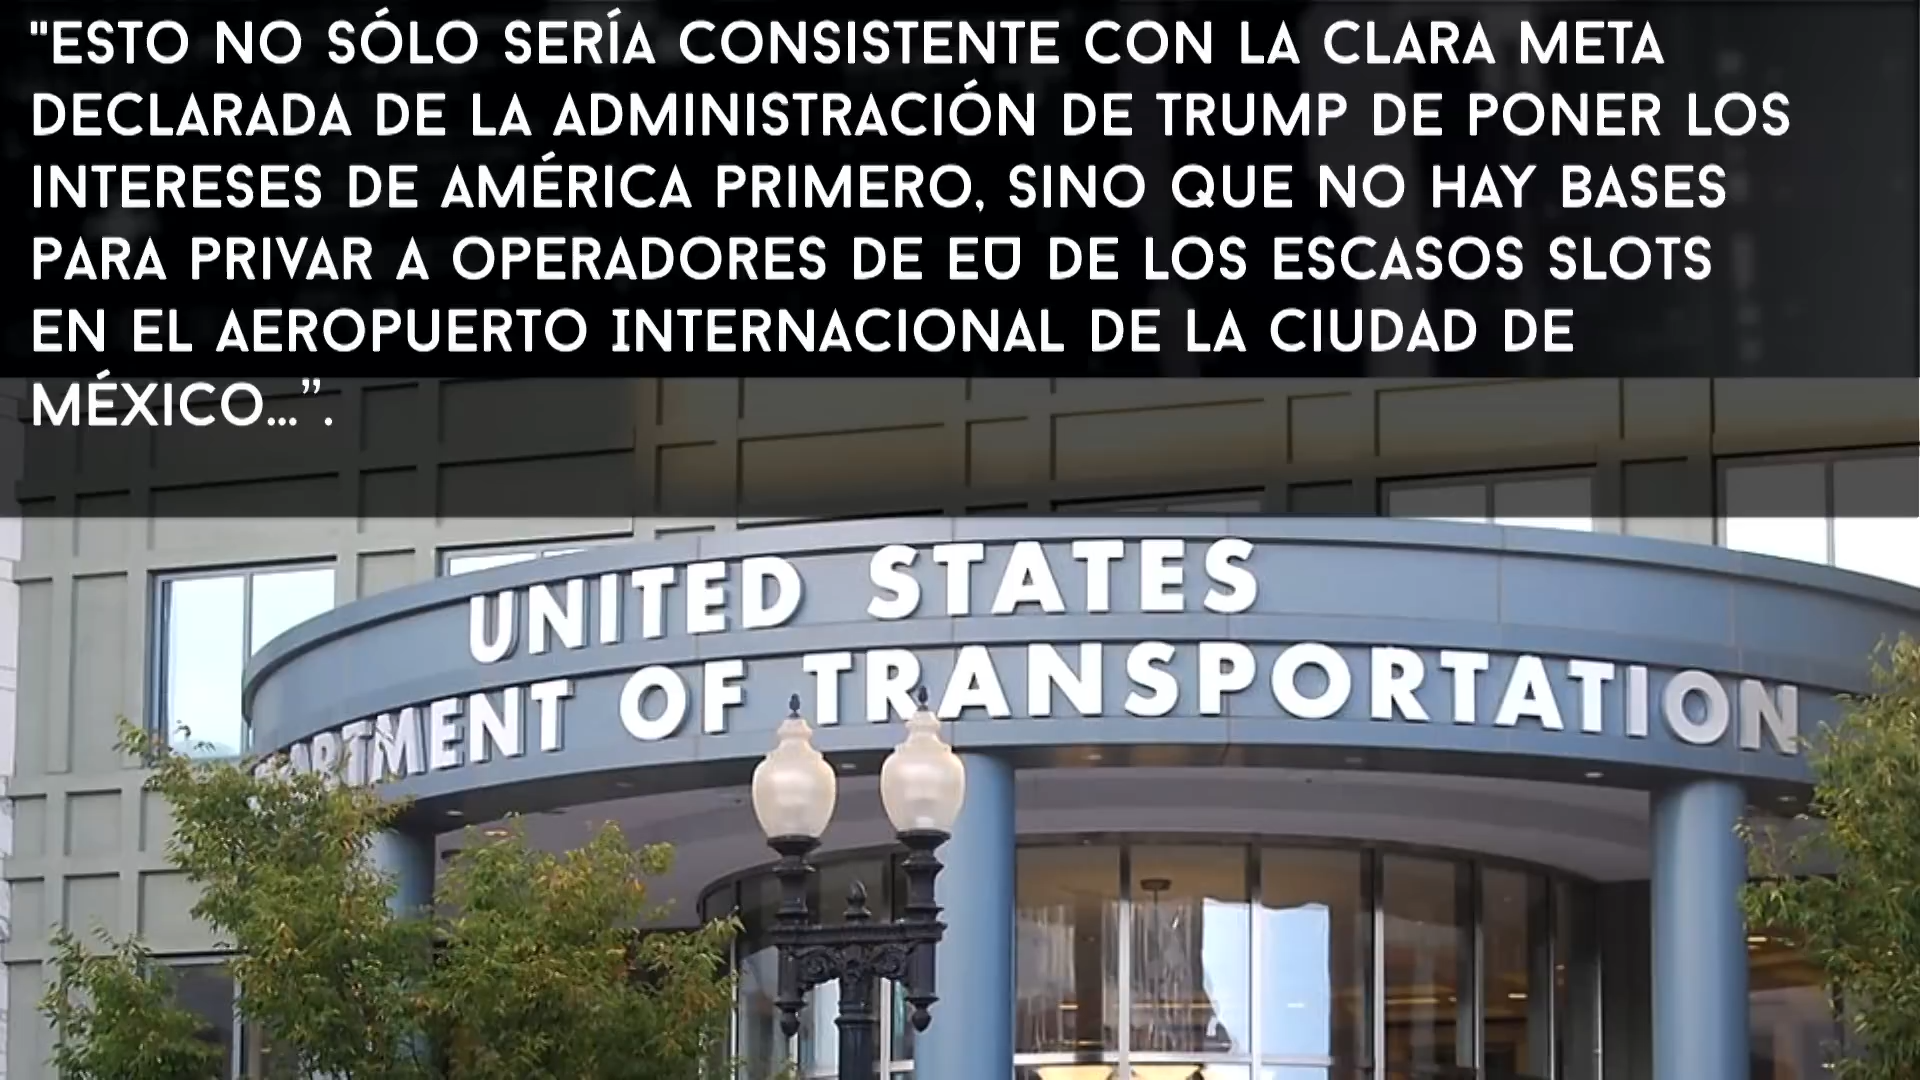 "ESTO NO SÓLO SERÍA CONSISTENTE CON LA CLARA META
DECLARADA DE LA ADMINISTRACIÓN DE TRUMP DE PONER LOS
INTERESES DE AMÉRICA PRIMERO, SINO QUE NO HAY BASES
PARA PRIVAR A OPERADORES DE EU DE LOS ESCASOS SLOTS
EN EL AEROPUERTO INTERNACIONAL DE LA CIUDAD DE
MÉXICO...”.
UNITED STATES
ARTMENT OF TRANSPORTATION